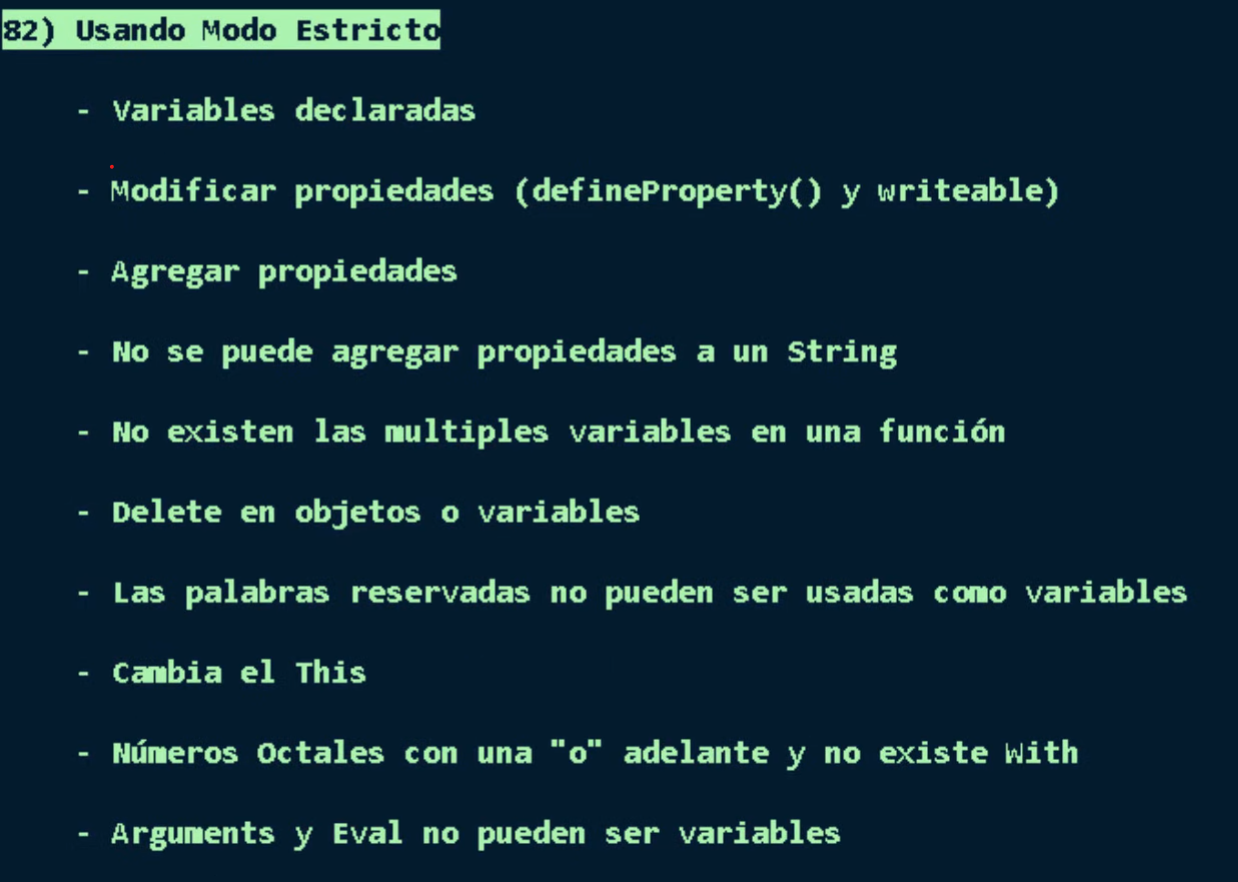 82) Usando Modo Estricto
- Variables declaradas
- Modificar propiedades (defineProperty() y writeable)
- Agregar propiedades
- No se puede agregar propiedades a un String
- No existen las multiples variables en una función
- Delete en objetos o variables
- Las palabras reservadas no pueden ser usadas como variables
- Cambia el This
- Números Octales con una "o" adelante y no existe With
- Arguments y Eval no pueden ser variables